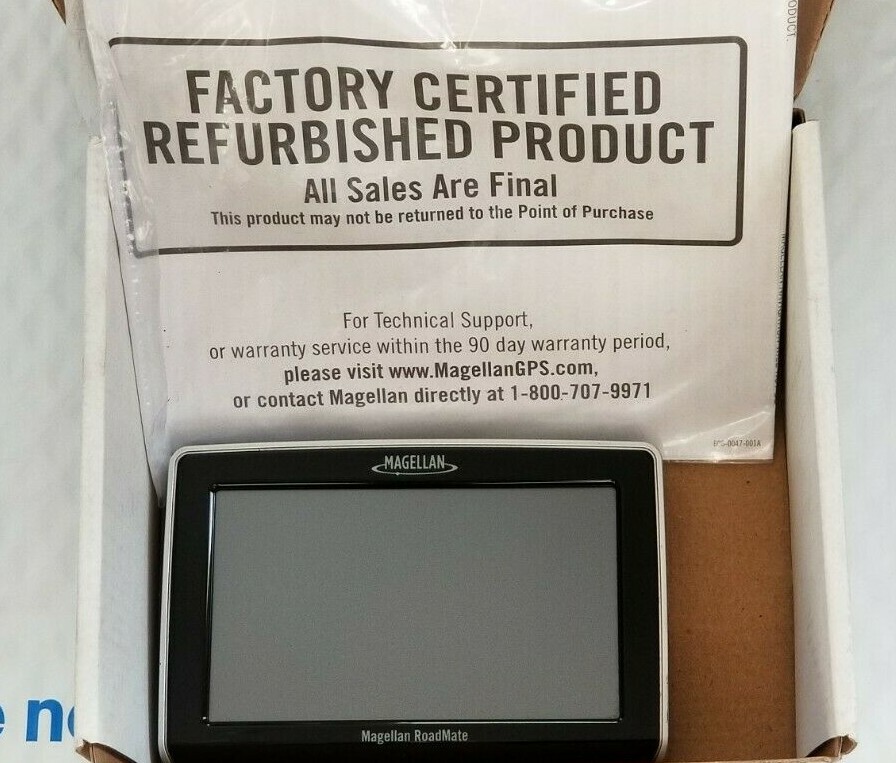 FACTORY CERTIFIED
REFURBISHED PRODUCT
All Sales Are Final
This product may not be returned to the Point of Purchase
For Technical Support,
or warranty service within the 90 day warranty period,
please visit www.MagellanGPS.com,
or contact Magellan directly at 1-800-707-9971
MAGELLAN
Magellan RoadMate